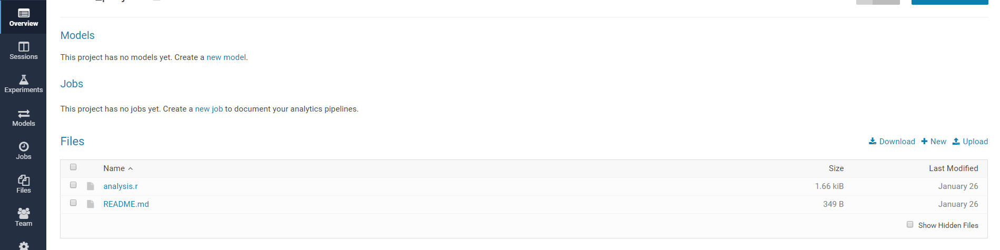 Overview
Sessions
Experiments
Models
Jobs
Files
Team
Models
This project has no models yet. Create a new model.
Jobs
This project has no jobs yet. Create a new job to document your analytics pipelines.
Files
Download New Upload
Name Size Last Modified
analysis.r 1.66 kiB January 26
README.md 349 B January 26
Show Hidden Files